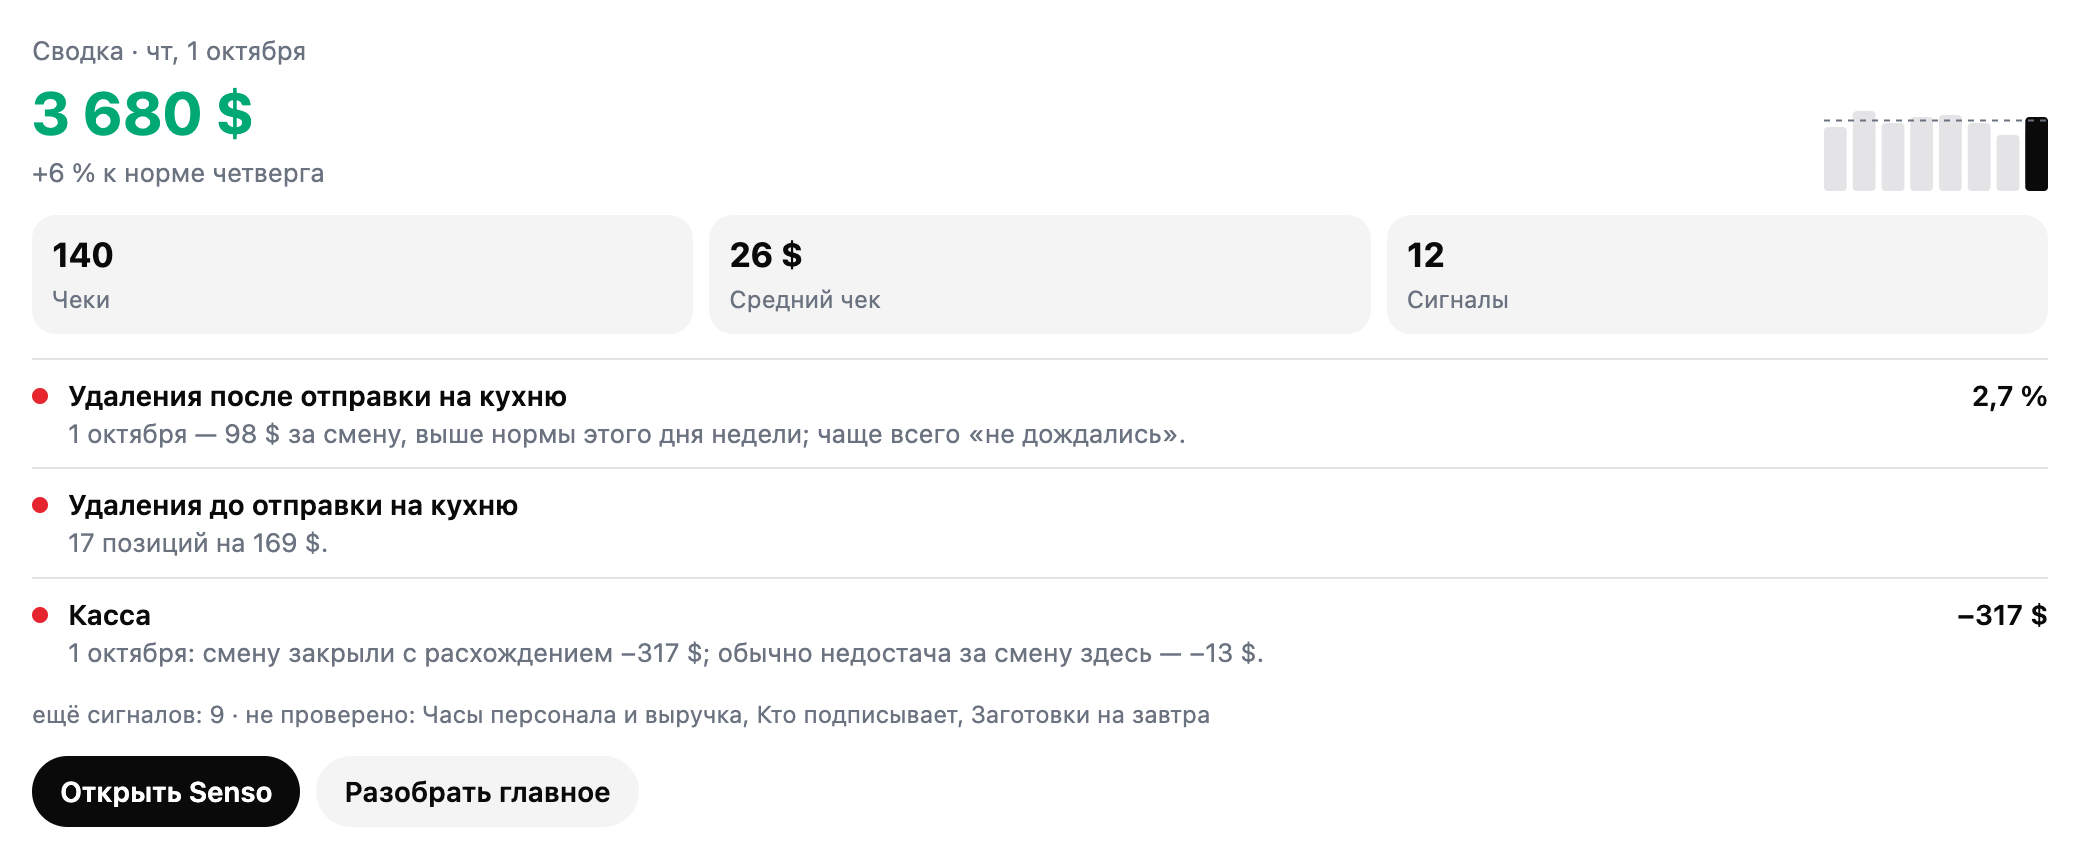 Сводка · чт, 1 октября
3 680 $
+6 % к норме четверга
140
Чеки
26 $
Средний чек
12
Сигналы
Удаления после отправки на кухню
2,7 %
1 октября — 98 $ за смену, выше нормы этого дня недели; чаще всего «не дождались».
Удаления до отправки на кухню
17 позиций на 169 $.
Касса
−317 $
1 октября: смену закрыли с расхождением −317 $; обычно недостача за смену здесь — −13 $.
ещё сигналов: 9 · не проверено: Часы персонала и выручка, Кто подписывает, Заготовки на завтра
Открыть Senso
Разобрать главное